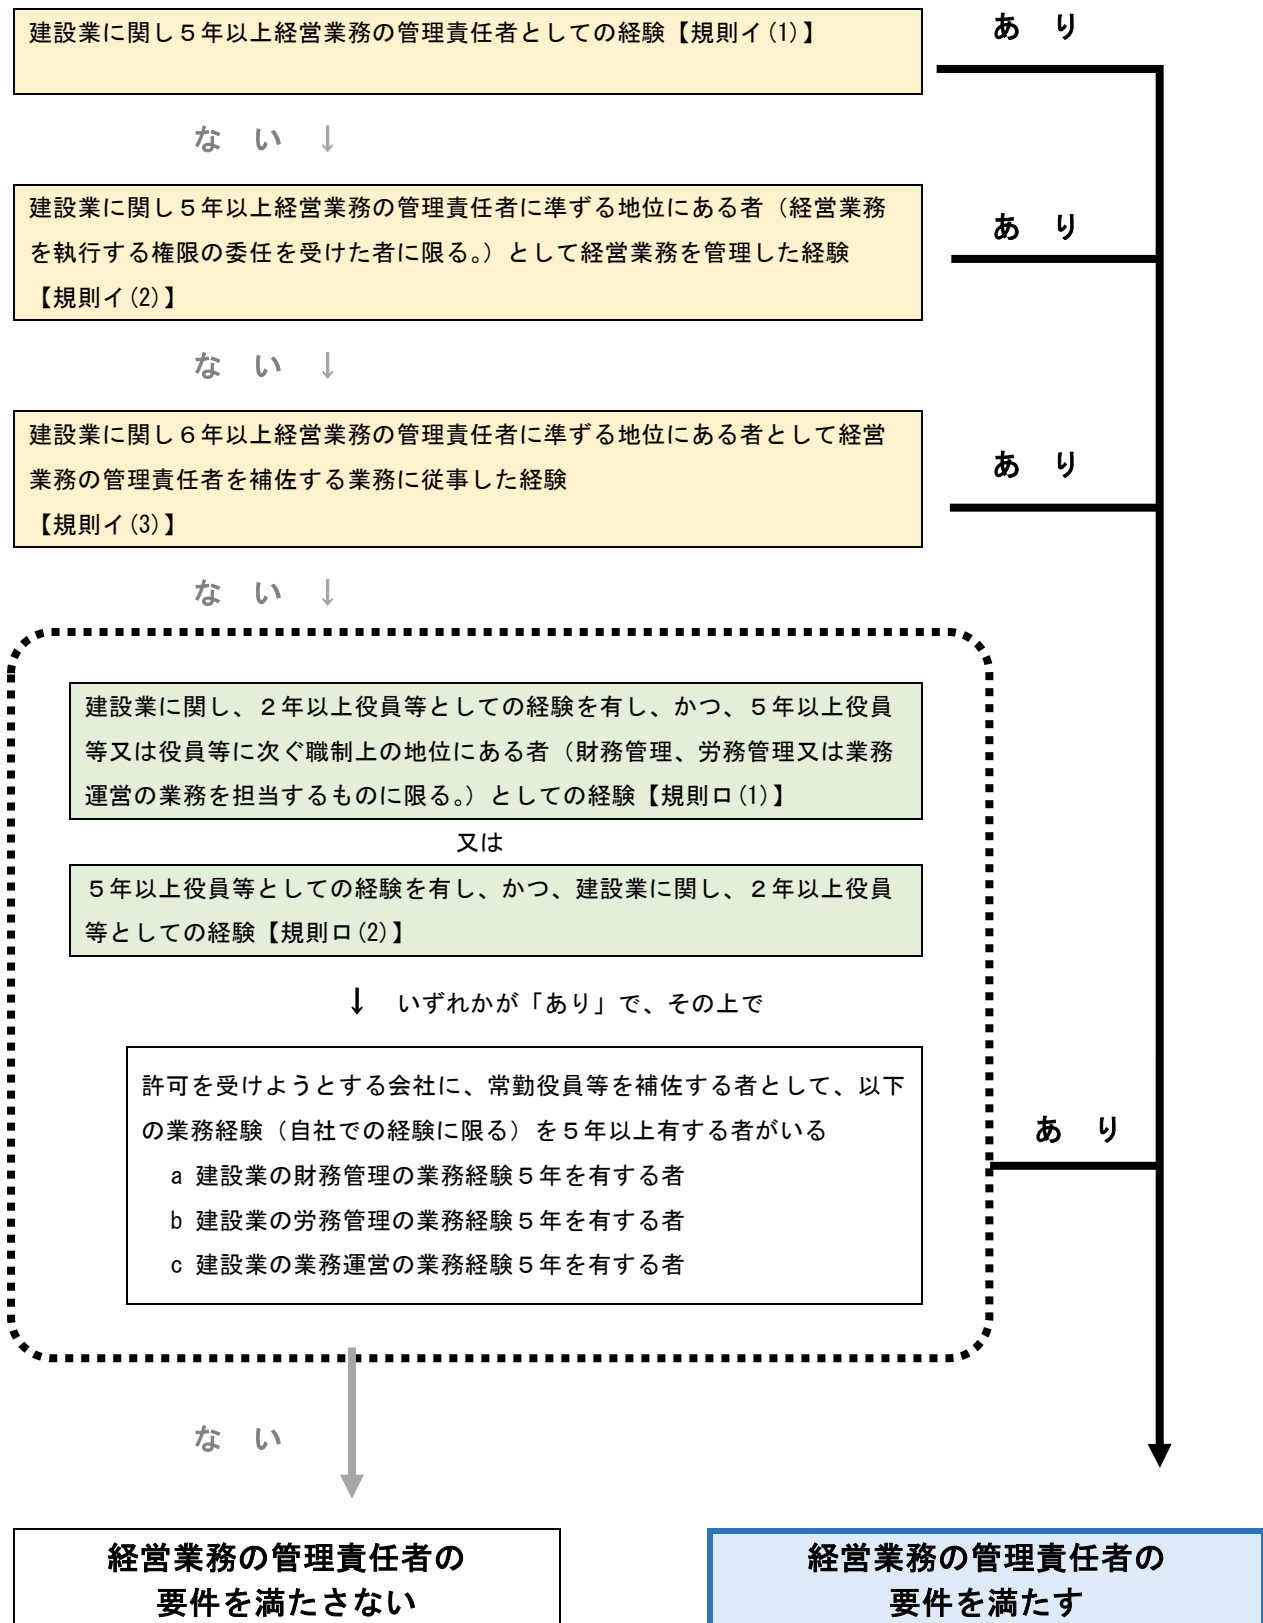 建設業に関し５年以上経営業務の管理責任者としての経験【規則イ(1)】
あ り
な い ↓
建設業に関し５年以上経営業務の管理責任者に準ずる地位にある者（経営業務
を執行する権限の委任を受けた者に限る。）として経営業務を管理した経験
【規則イ(2)】
あ り
な い ↓
建設業に関し６年以上経営業務の管理責任者に準ずる地位にある者として経営
業務の管理責任者を補佐する業務に従事した経験
【規則イ(3)】
あ り
な い ↓
建設業に関し、２年以上役員等としての経験を有し、かつ、５年以上役員
等又は役員等に次ぐ職制上の地位にある者（財務管理、労務管理又は業務
運営の業務を担当するものに限る。）としての経験【規則ロ(1)】
又は
５年以上役員等としての経験を有し、かつ、建設業に関し、２年以上役員
等としての経験【規則ロ(2)】
↓ いずれかが「あり」で、その上で
許可を受けようとする会社に、常勤役員等を補佐する者として、以下
の業務経験（自社での経験に限る）を５年以上有する者がいる
a 建設業の財務管理の業務経験５年を有する者
b 建設業の労務管理の業務経験５年を有する者
c 建設業の業務運営の業務経験５年を有する者
あ り
な い
経営業務の管理責任者の
要件を満たさない
経営業務の管理責任者の
要件を満たす